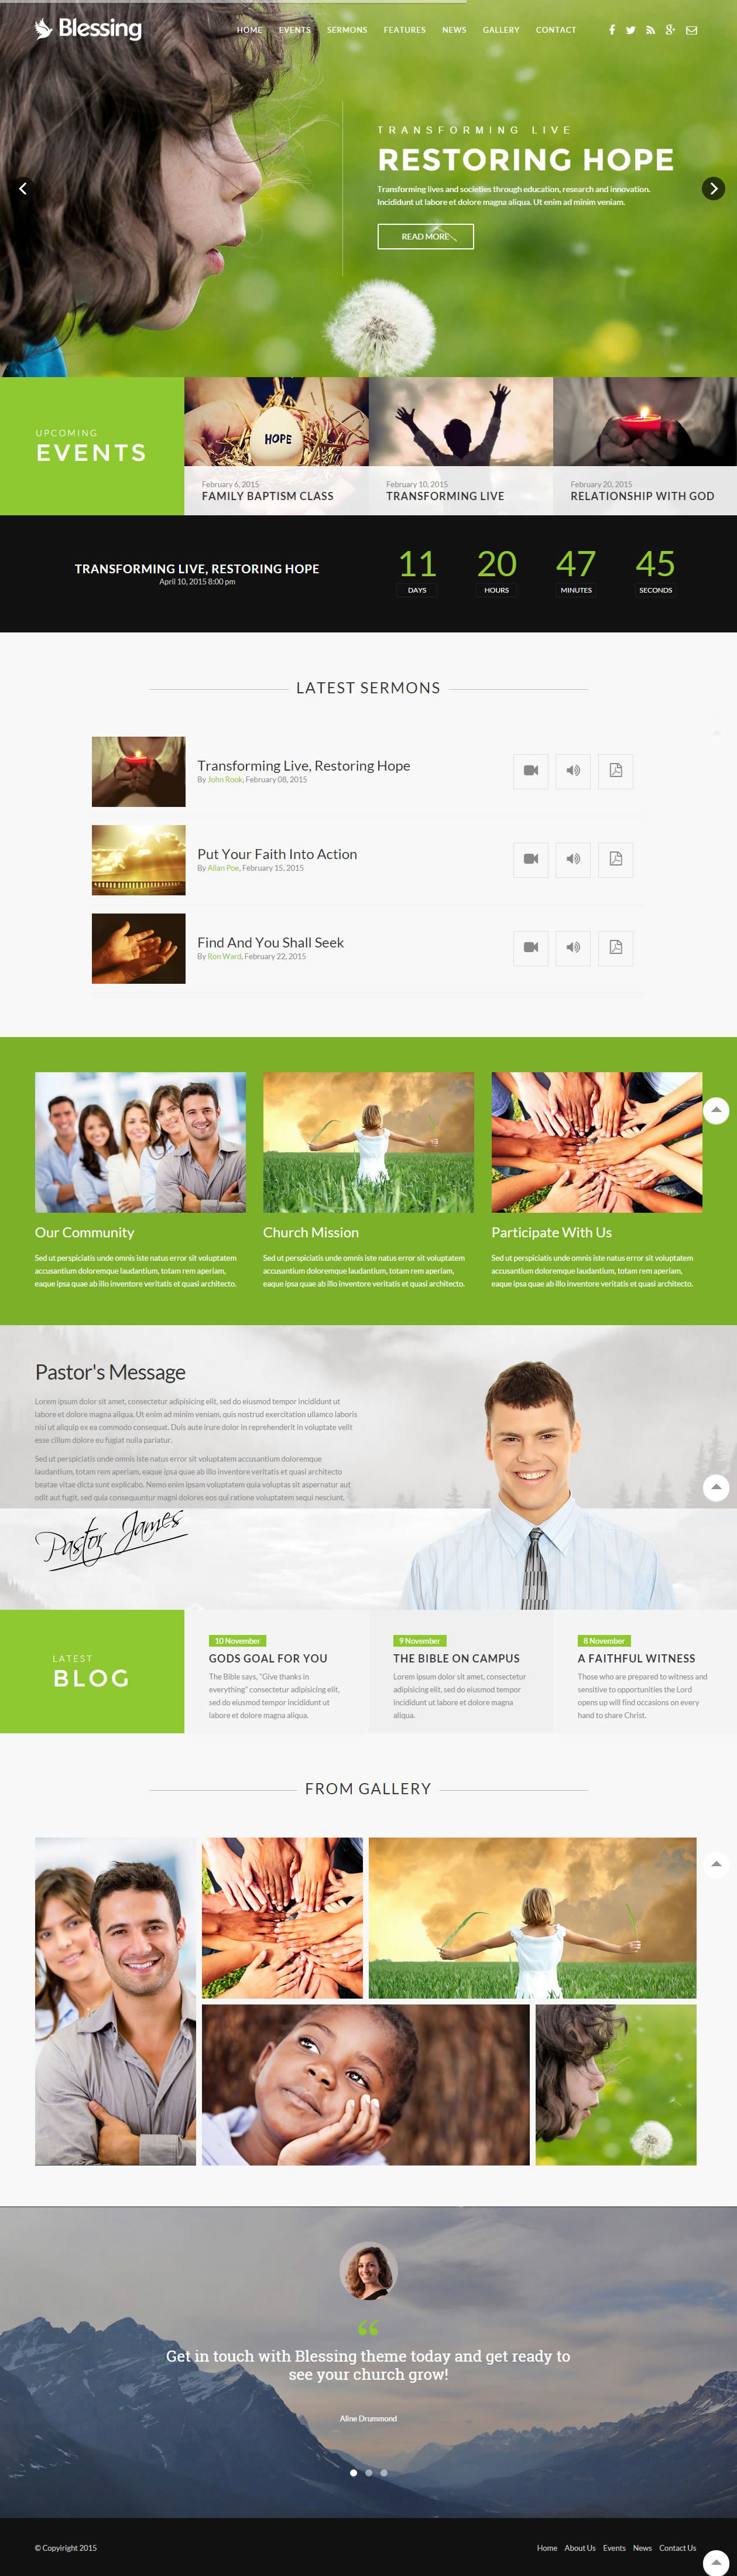 Blessing
HOME EVENTS SERMONS FEATURES NEWS GALLERY CONTACT
TRANSFORMING LIVE
RESTORING HOPE
Transforming lives and societies through education, research and innovation.
Incididunt ut labore et dolore magna aliqua. Ut enim ad minim veniam.
READ MORE
UPCOMING
EVENTS
HOPE
February 6, 2015
FAMILY BAPTISM CLASS
February 10, 2015
TRANSFORMING LIVE
February 20, 2015
RELATIONSHIP WITH GOD
TRANSFORMING LIVE, RESTORING HOPE
April 10, 2015 8:00 pm
11 20 47 45
DAYS HOURS MINUTES SECONDS
LATEST SERMONS
Transforming Live, Restoring Hope
By John Rook, February 08, 2015
Put Your Faith Into Action
By Allan Poe, February 15, 2015
Find And You Shall Seek
By Ron Ward, February 22, 2015
Our Community
Sed ut perspiciatis unde omnis iste natus error sit voluptatem
accusantium doloremque laudantium, totam rem aperiam,
eaque ipsa quae ab illo inventore veritatis et quasi architecto.
Church Mission
Sed ut perspiciatis unde omnis iste natus error sit voluptatem
accusantium doloremque laudantium, totam rem aperiam,
eaque ipsa quae ab illo inventore veritatis et quasi architecto.
Participate With Us
Sed ut perspiciatis unde omnis iste natus error sit voluptatem
accusantium doloremque laudantium, totam rem aperiam,
eaque ipsa quae ab illo inventore veritatis et quasi architecto.
Pastor's Message
Lorem ipsum dolor sit amet, consectetur adipisicing elit, sed do eiusmod tempor incididunt ut
labore et dolore magna aliqua. Ut enim ad minim veniam, quis nostrud exercitation ullamco laboris
nisi ut aliquip ex ea commodo consequat. Duis aute irure dolor in reprehenderit in voluptate velit
esse cillum dolore eu fugiat nulla pariatur.
Sed ut perspiciatis unde omnis iste natus error sit voluptatem accusantium doloremque
laudantium, totam rem aperiam, eaque ipsa quae ab illo inventore veritatis et quasi architecto
beatae vitae dicta sunt explicabo. Nemo enim ipsam voluptatem quia voluptas sit aspernatur aut
odit aut fugit, sed quia consequuntur magni dolores eos qui ratione voluptatem sequi nesciunt.
Pastor James
LATEST
BLOG
10 November
GODS GOAL FOR YOU
The Bible says, "Give thanks in
everything" consectetur adipisicing elit,
sed do eiusmod tempor incididunt ut
labore et dolore magna aliqua.
9 November
THE BIBLE ON CAMPUS
Lorem ipsum dolor sit amet, consectetur
adipisicing elit, sed do eiusmod tempor
incididunt ut labore et dolore magna
aliqua.
8 November
A FAITHFUL WITNESS
Those who are prepared to witness and
sensitive to opportunities the Lord
opens up will find occasions on every
hand to share Christ.
FROM GALLERY
“
Get in touch with Blessing theme today and get ready to
see your church grow!
Aline Drummond
© Copyiright 2015
Home About Us Events News Contact Us